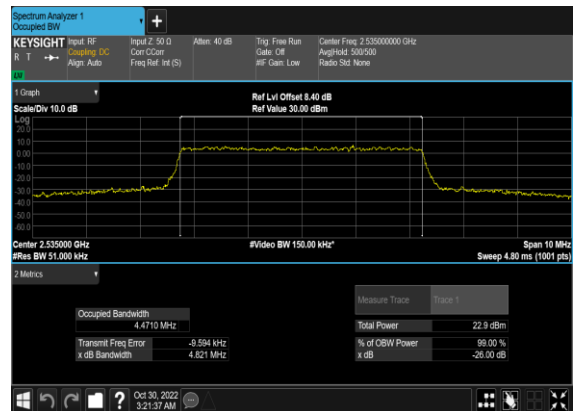 Spectrum Analyzer 1
Occupied BW
+
KEYSIGHT Input: RF Input Z: 50 Ω Atten: 40 dB Trig: Free Run Center Freq: 2.535000000 GHz
R T Coupling: DC Corr CCorr Gate: Off Avg|Hold: 500/500
Align: Auto Freq Ref: Int (S) #IF Gain: Low Radio Std: None
1 Graph
Ref Lvl Offset 8.40 dB
Scale/Div 10.0 dB Ref Value 30.00 dBm
Log
20.0
10.0
0.00
-10.0
-20.0
-30.0
-40.0
-50.0
-60.0
Center 2.535000 GHz #Video BW 150.00 kHz* Span 10 MHz
#Res BW 51.000 kHz Sweep 4.80 ms (1001 pts)
2 Metrics
Measure Trace Trace 1
Occupied Bandwidth
4.4710 MHz Total Power 22.9 dBm
Transmit Freq Error -9.594 kHz % of OBW Power 99.00 %
x dB Bandwidth 4.821 MHz x dB -26.00 dB
? Oct 30, 2022
3:21:37 AM